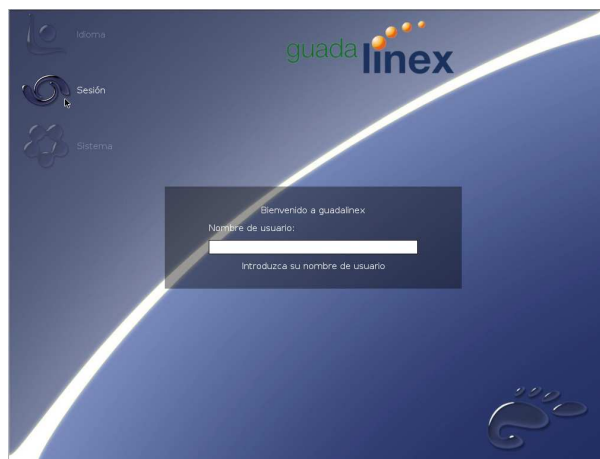 Idioma
guada
linex
Sesión
Sistema
Bienvenido a guadalinex
Nombre de usuario:
Introduzca su nombre de usuario